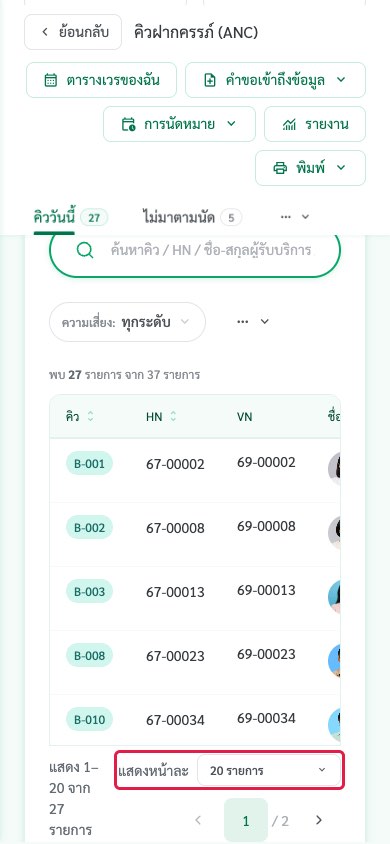 ย้อนกลับ คิวฝากครรภ์ (ANC)
ตารางเวรของฉัน คำขอเข้าถึงข้อมูล
การนัดหมาย รายงาน
พิมพ์
คิววันนี้ 27 ไม่มาตามนัด 5 ...
ค้นหาคิว / HN / ชื่อ-สกุลผู้รับบริการ
ความเสี่ยง: ทุกระดับ ...
พบ 27 รายการ จาก 37 รายการ
คิว HN VN ชื่อ
B-001 67-00002 69-00002
B-002 67-00008 69-00008
B-003 67-00013 69-00013
B-008 67-00023 69-00023
B-010 67-00034 69-00034
แสดง 1–
20 จาก
27
รายการ
แสดงหน้าละ 20 รายการ
1 / 2